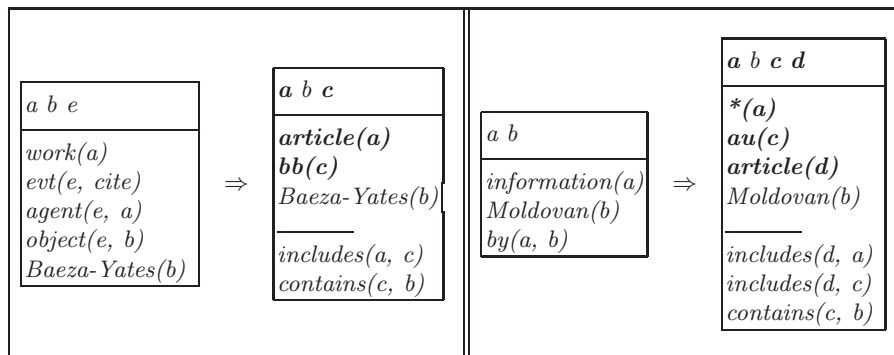 a b e
work(a)
evt(e, cite)
agent(e, a)
object(e, b)
Baeza-Yates(b)
⇒
a b c
article(a)
bb(c)
Baeza-Yates(b)
includes(a, c)
contains(c, b)
a b
information(a)
Moldovan(b)
by(a, b)
⇒
a b c d
*(a)
au(c)
article(d)
Moldovan(b)
includes(d, a)
includes(d, c)
contains(c, b)